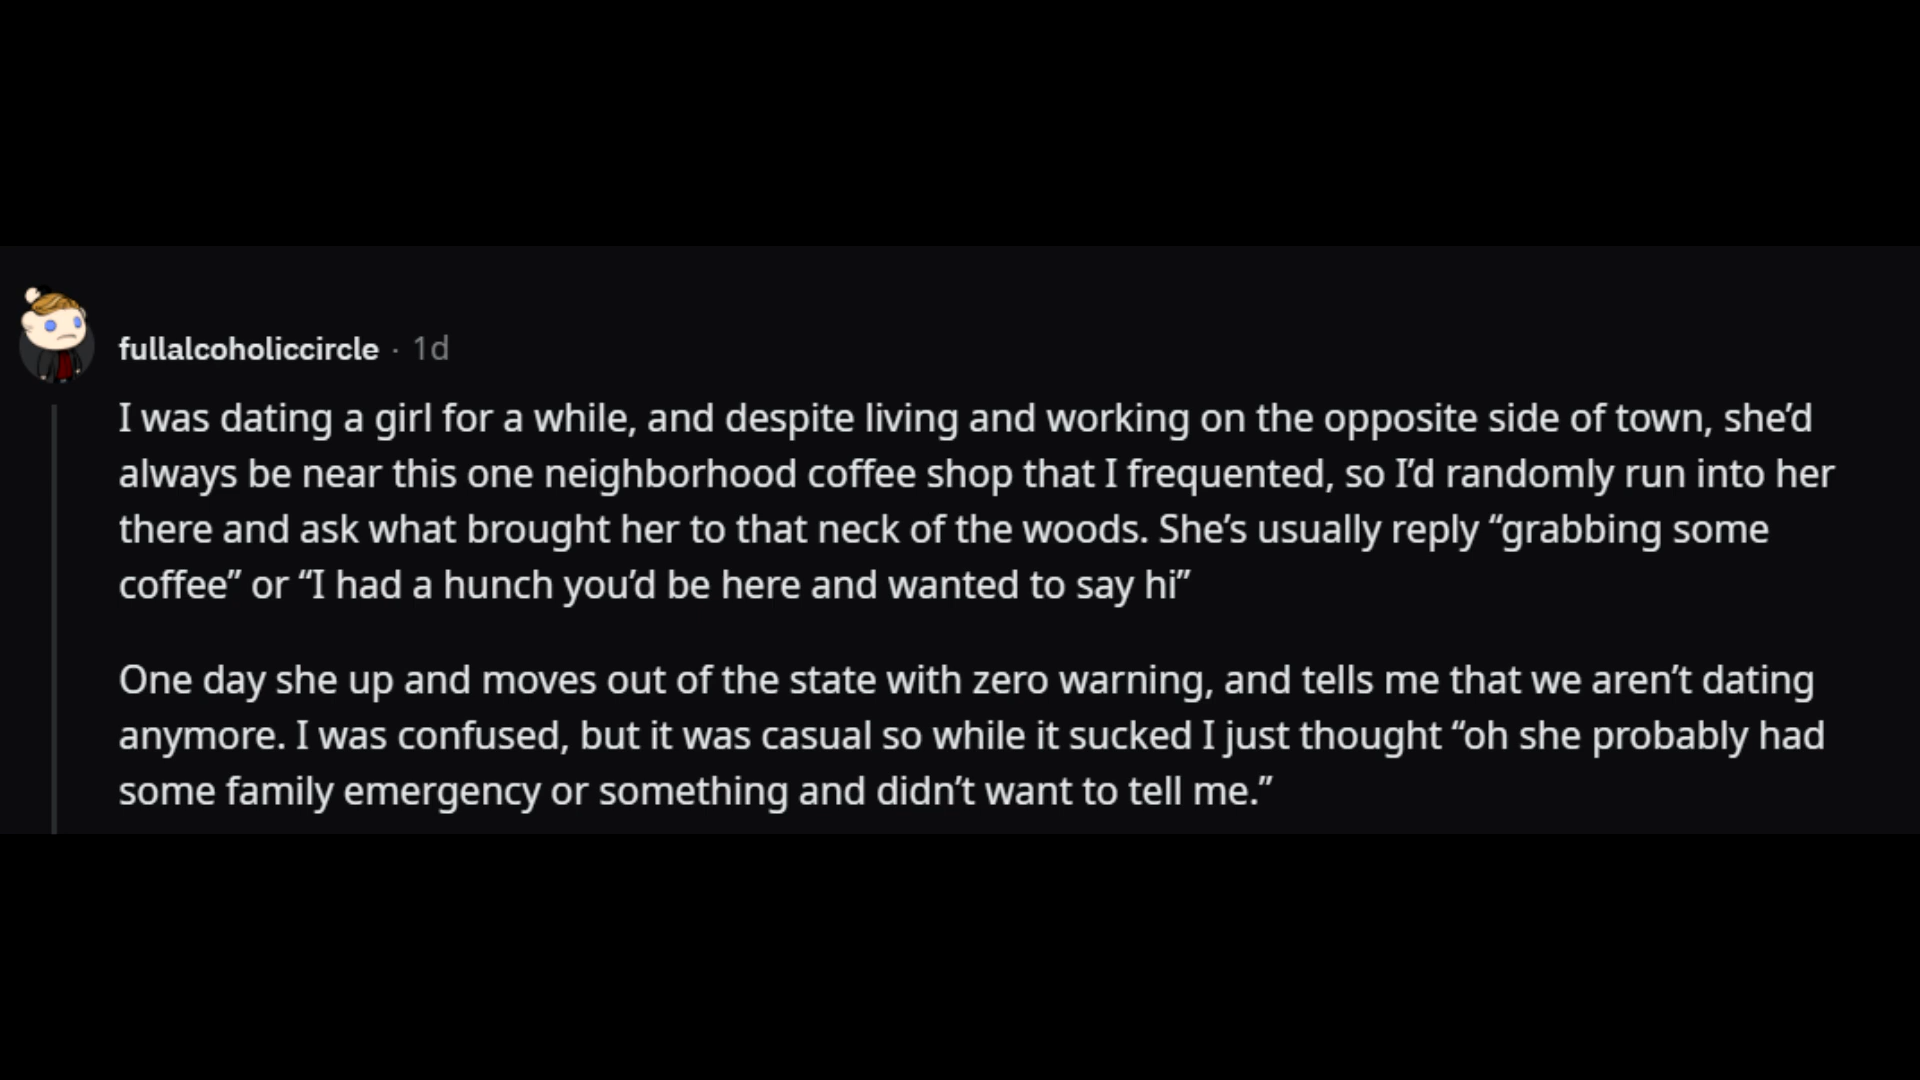 fullalcoholiccircle · 1d
I was dating a girl for a while, and despite living and working on the opposite side of town, she’d
always be near this one neighborhood coffee shop that I frequented, so I’d randomly run into her
there and ask what brought her to that neck of the woods. She’s usually reply “grabbing some
coffee” or “I had a hunch you’d be here and wanted to say hi”
One day she up and moves out of the state with zero warning, and tells me that we aren’t dating
anymore. I was confused, but it was casual so while it sucked I just thought “oh she probably had
some family emergency or something and didn’t want to tell me.”